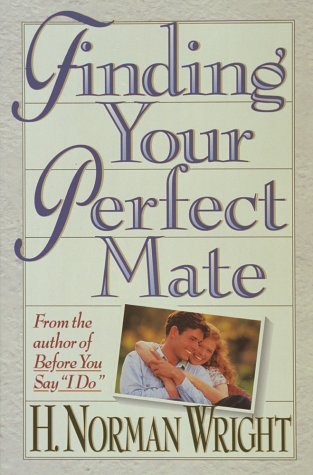 Finding
Your
Perfect
Mate
From the
author of
Before You
Say "I Do"
H. NORMAN WRIGHT